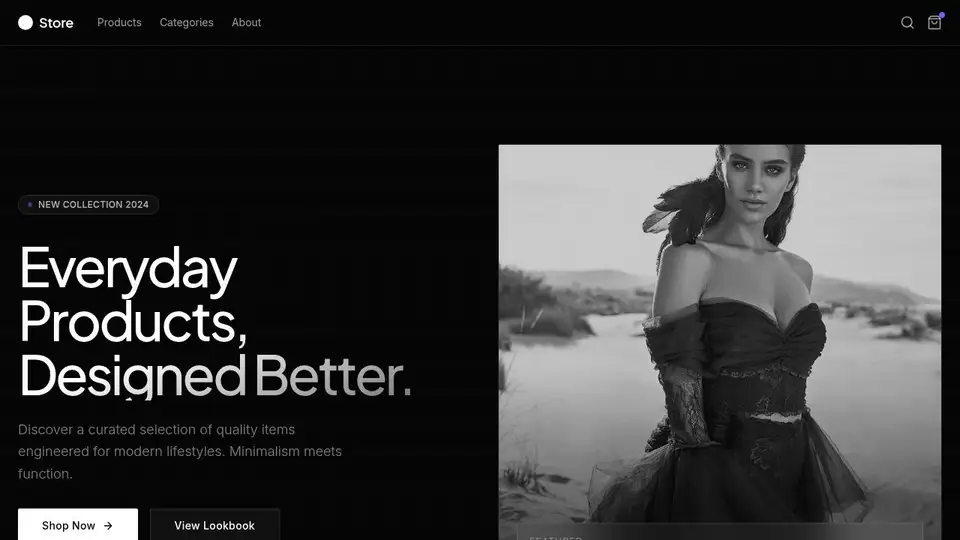 Store
Products
Categories
About
NEW COLLECTION 2024
Everyday
Products,
Designed Better.
Discover a curated selection of quality items
engineered for modern lifestyles. Minimalism meets
function.
Shop Now
View Lookbook
FEATURED